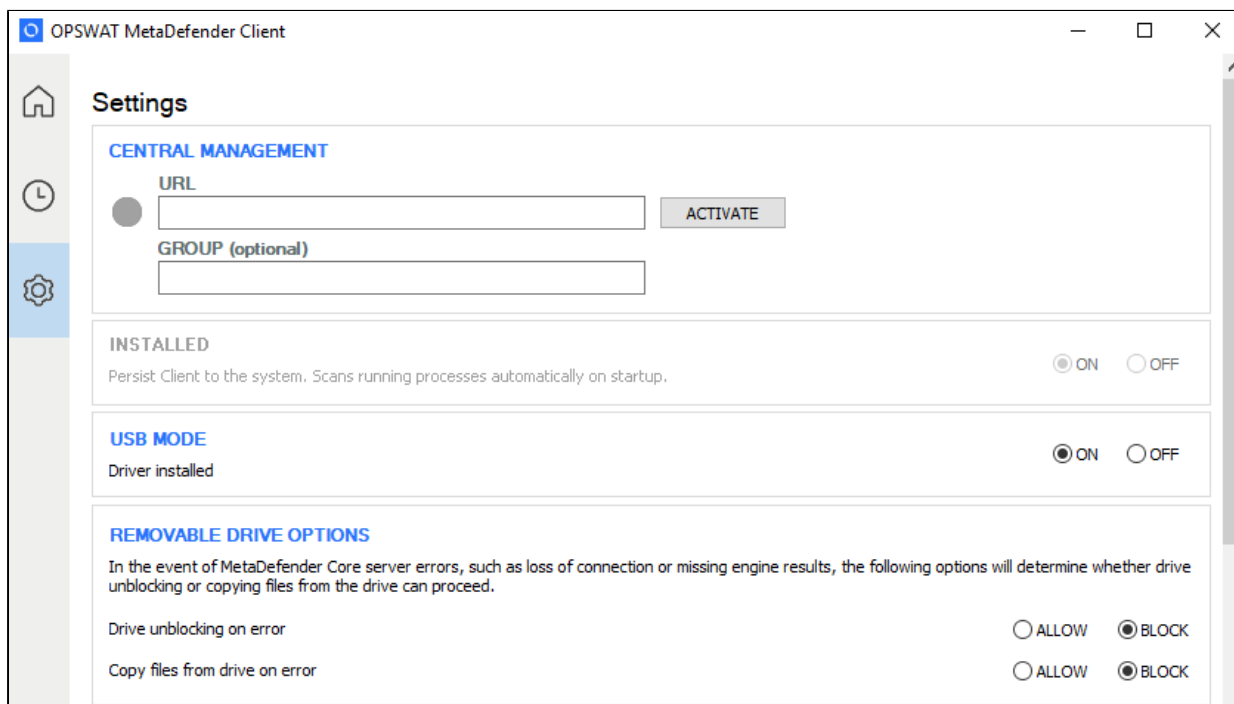 OPSWAT MetaDefender Client
Settings
CENTRAL MANAGEMENT
URL
ACTIVATE
GROUP (optional)
INSTALLED
Persist Client to the system. Scans running processes automatically on startup.
ON OFF
USB MODE
Driver installed
ON OFF
REMOVABLE DRIVE OPTIONS
In the event of MetaDefender Core server errors, such as loss of connection or missing engine results, the following options will determine whether drive
unblocking or copying files from the drive can proceed.
Drive unblocking on error ALLOW BLOCK
Copy files from drive on error ALLOW BLOCK